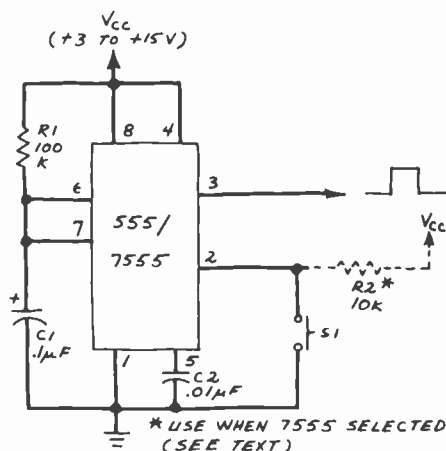 VCC
(+3 TO +15V)
R1
100
K
8
4
6
3
7
555/
7555
2
VCC
R2 *
10K
+
C1
.1µF
1
5
C2
.01µF
S1
* USE WHEN 7555 SELECTED
(SEE TEXT)